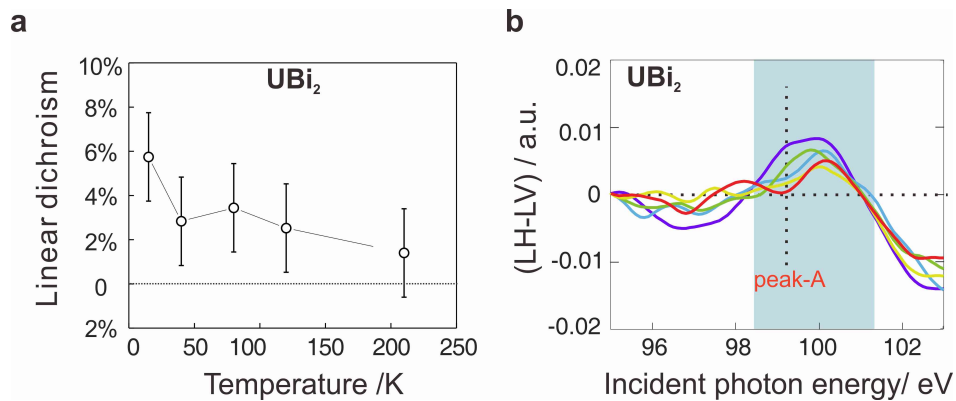 a
UBi2
10%
8%
6%
4%
2%
0
2%
0
50
100
150
200
250
Linear dichroism
Temperature /K
b
UBi2
0.02
0.01
0
-0.01
-0.02
96
98
100
102
peak-A
(LH-LV) / a.u.
Incident photon energy/ eV